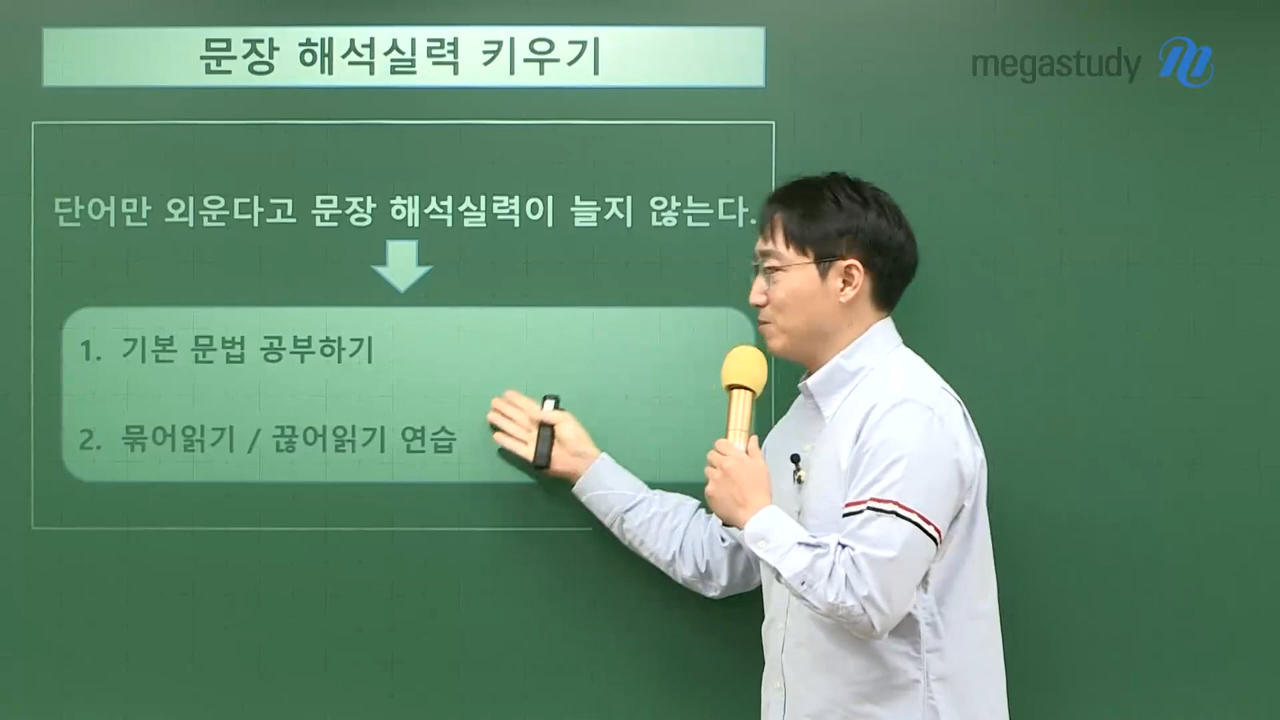 문장 해석실력 키우기
megastudy m
단어만 외운다고 문장 해석실력이 늘지 않는다.
1. 기본 문법 공부하기
2. 묶어읽기 / 끊어읽기 연습